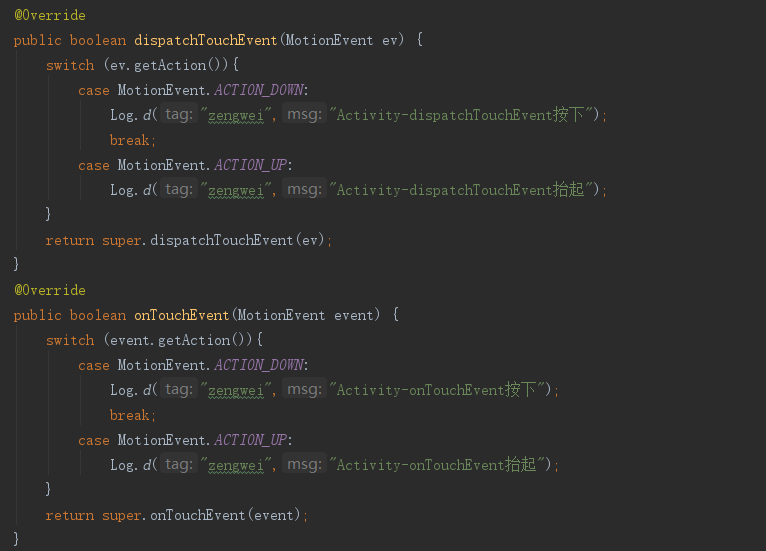 @Override
public boolean dispatchTouchEvent(MotionEvent ev) {
    switch (ev.getAction()){
        case MotionEvent.ACTION_DOWN:
            Log.d( tag: "zengwei", msg: "Activity-dispatchTouchEvent按下");
            break;
        case MotionEvent.ACTION_UP:
            Log.d( tag: "zengwei", msg: "Activity-dispatchTouchEvent抬起");
    }
    return super.dispatchTouchEvent(ev);
}
@Override
public boolean onTouchEvent(MotionEvent event) {
    switch (event.getAction()){
        case MotionEvent.ACTION_DOWN:
            Log.d( tag: "zengwei", msg: "Activity-onTouchEvent按下");
            break;
        case MotionEvent.ACTION_UP:
            Log.d( tag: "zengwei", msg: "Activity-onTouchEvent抬起");
    }
    return super.onTouchEvent(event);
}